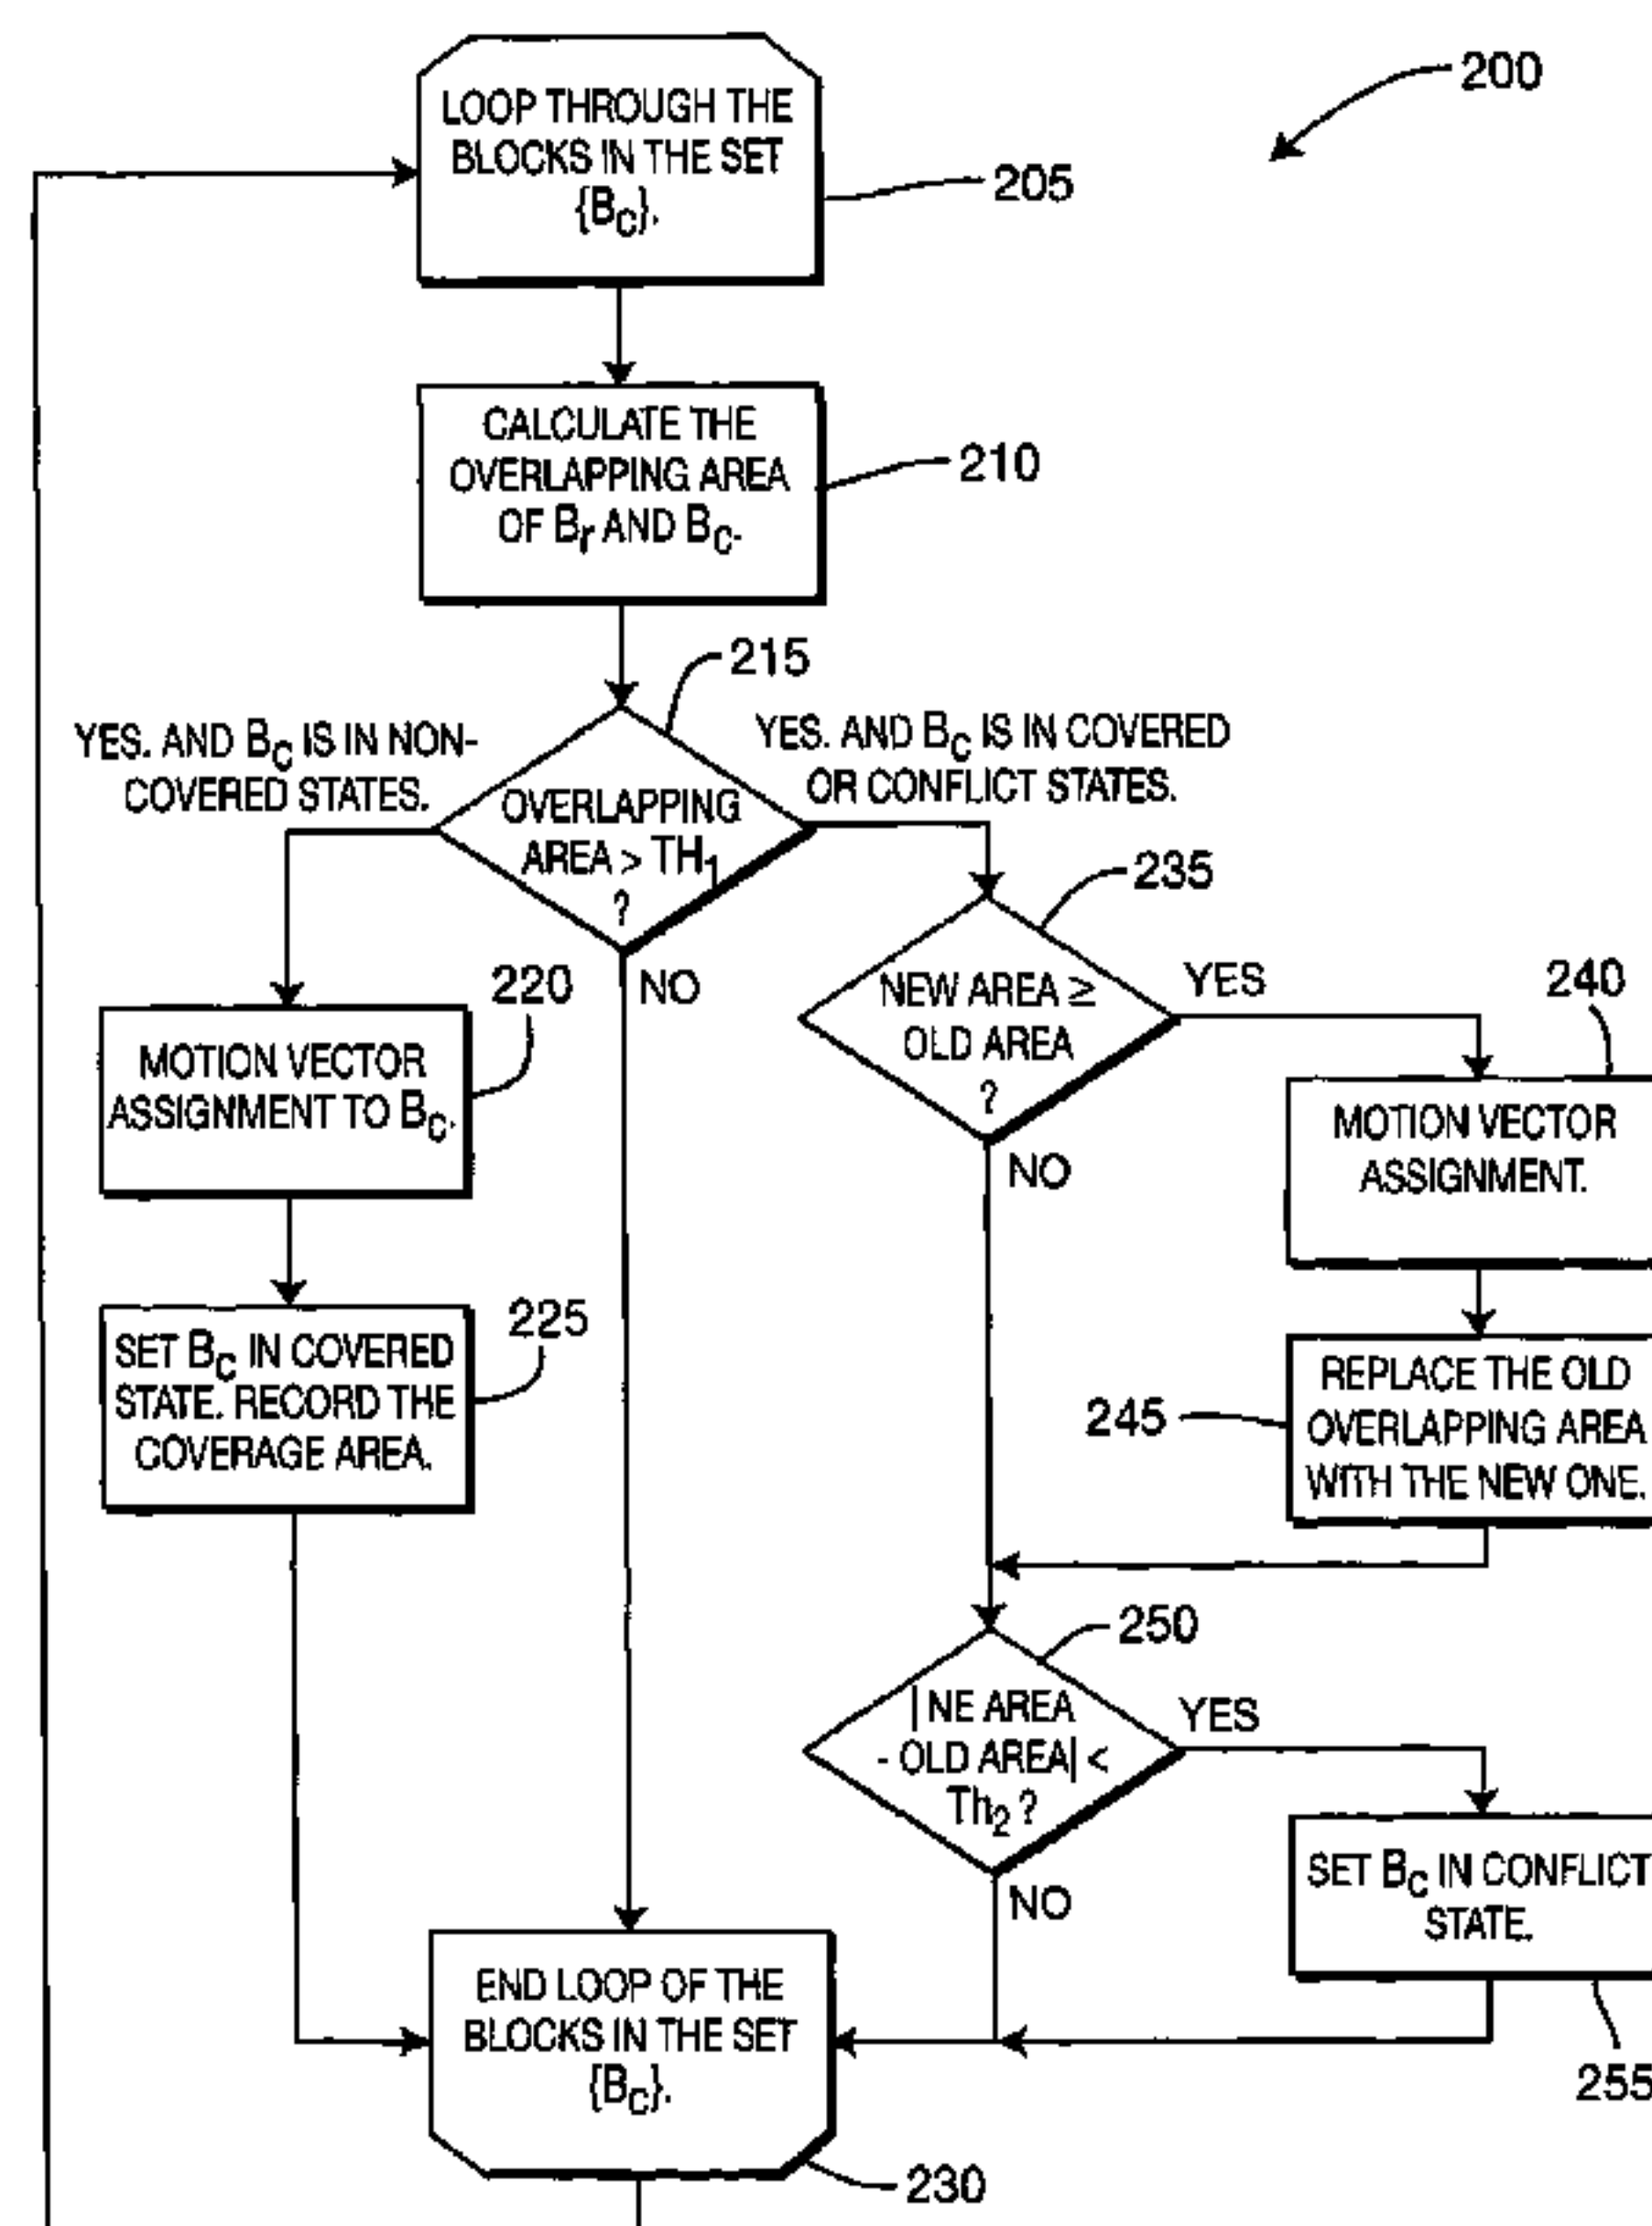 200
LOOP THROUGH THE
BLOCKS IN THE SET
{BC}.
205
CALCULATE THE
OVERLAPPING AREA
OF Br AND BC.
210
215
YES. AND BC IS IN NON-
COVERED STATES.
YES. AND BC IS IN COVERED
OR CONFLICT STATES.
OVERLAPPING
AREA > TH1
?
NO
235
NEW AREA ≥
OLD AREA
?
YES
NO
220
MOTION VECTOR
ASSIGNMENT TO BC.
240
MOTION VECTOR
ASSIGNMENT.
225
SET BC IN COVERED
STATE. RECORD THE
COVERAGE AREA.
245
REPLACE THE OLD
OVERLAPPING AREA
WITH THE NEW ONE.
250
| NE AREA
- OLD AREA| <
Th2 ?
YES
NO
SET BC IN CONFLICT
STATE.
255
END LOOP OF THE
BLOCKS IN THE SET
{BC}.
230